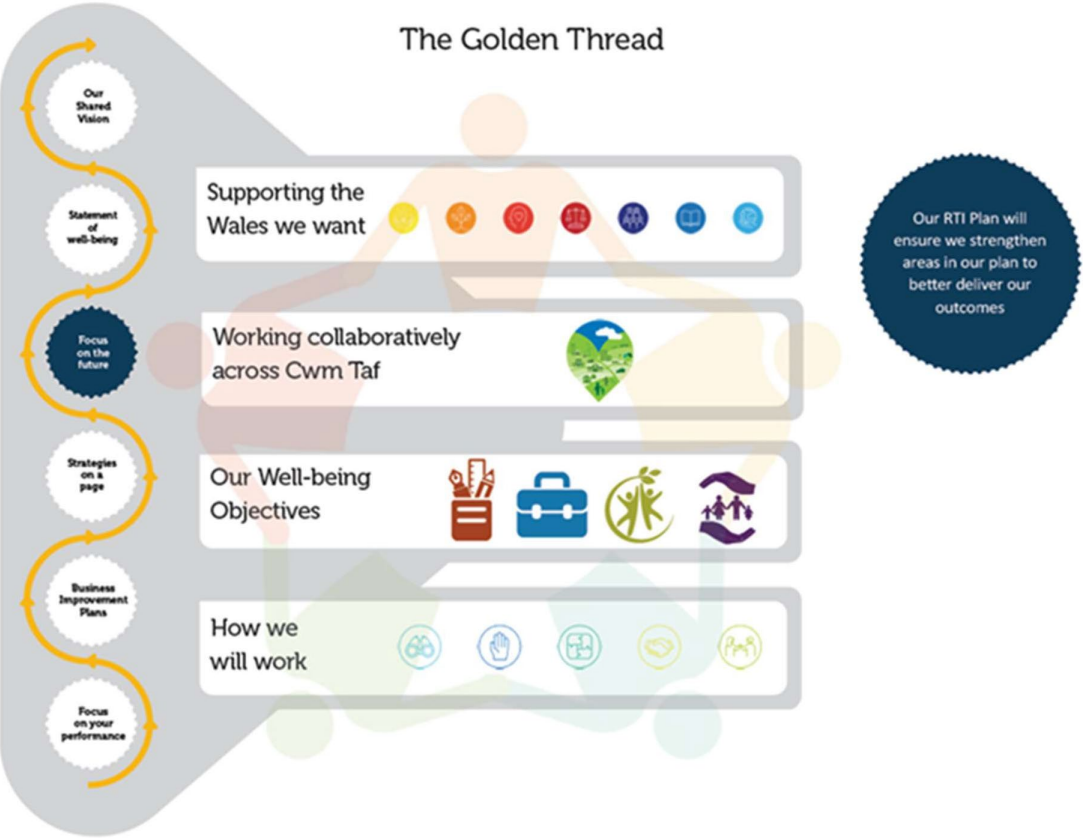 The Golden Thread
Our
Shared
Vision
Statement
of
well-being
Focus
on the
future
Strategies
on a
page
Business
Improvement
Plans
Focus
on your
performance
Supporting the
Wales we want
Working collaboratively
across Cwm Taf
Our Well-being
Objectives
How we
will work
Our RTI Plan will
ensure we strengthen
areas in our plan to
better deliver our
outcomes